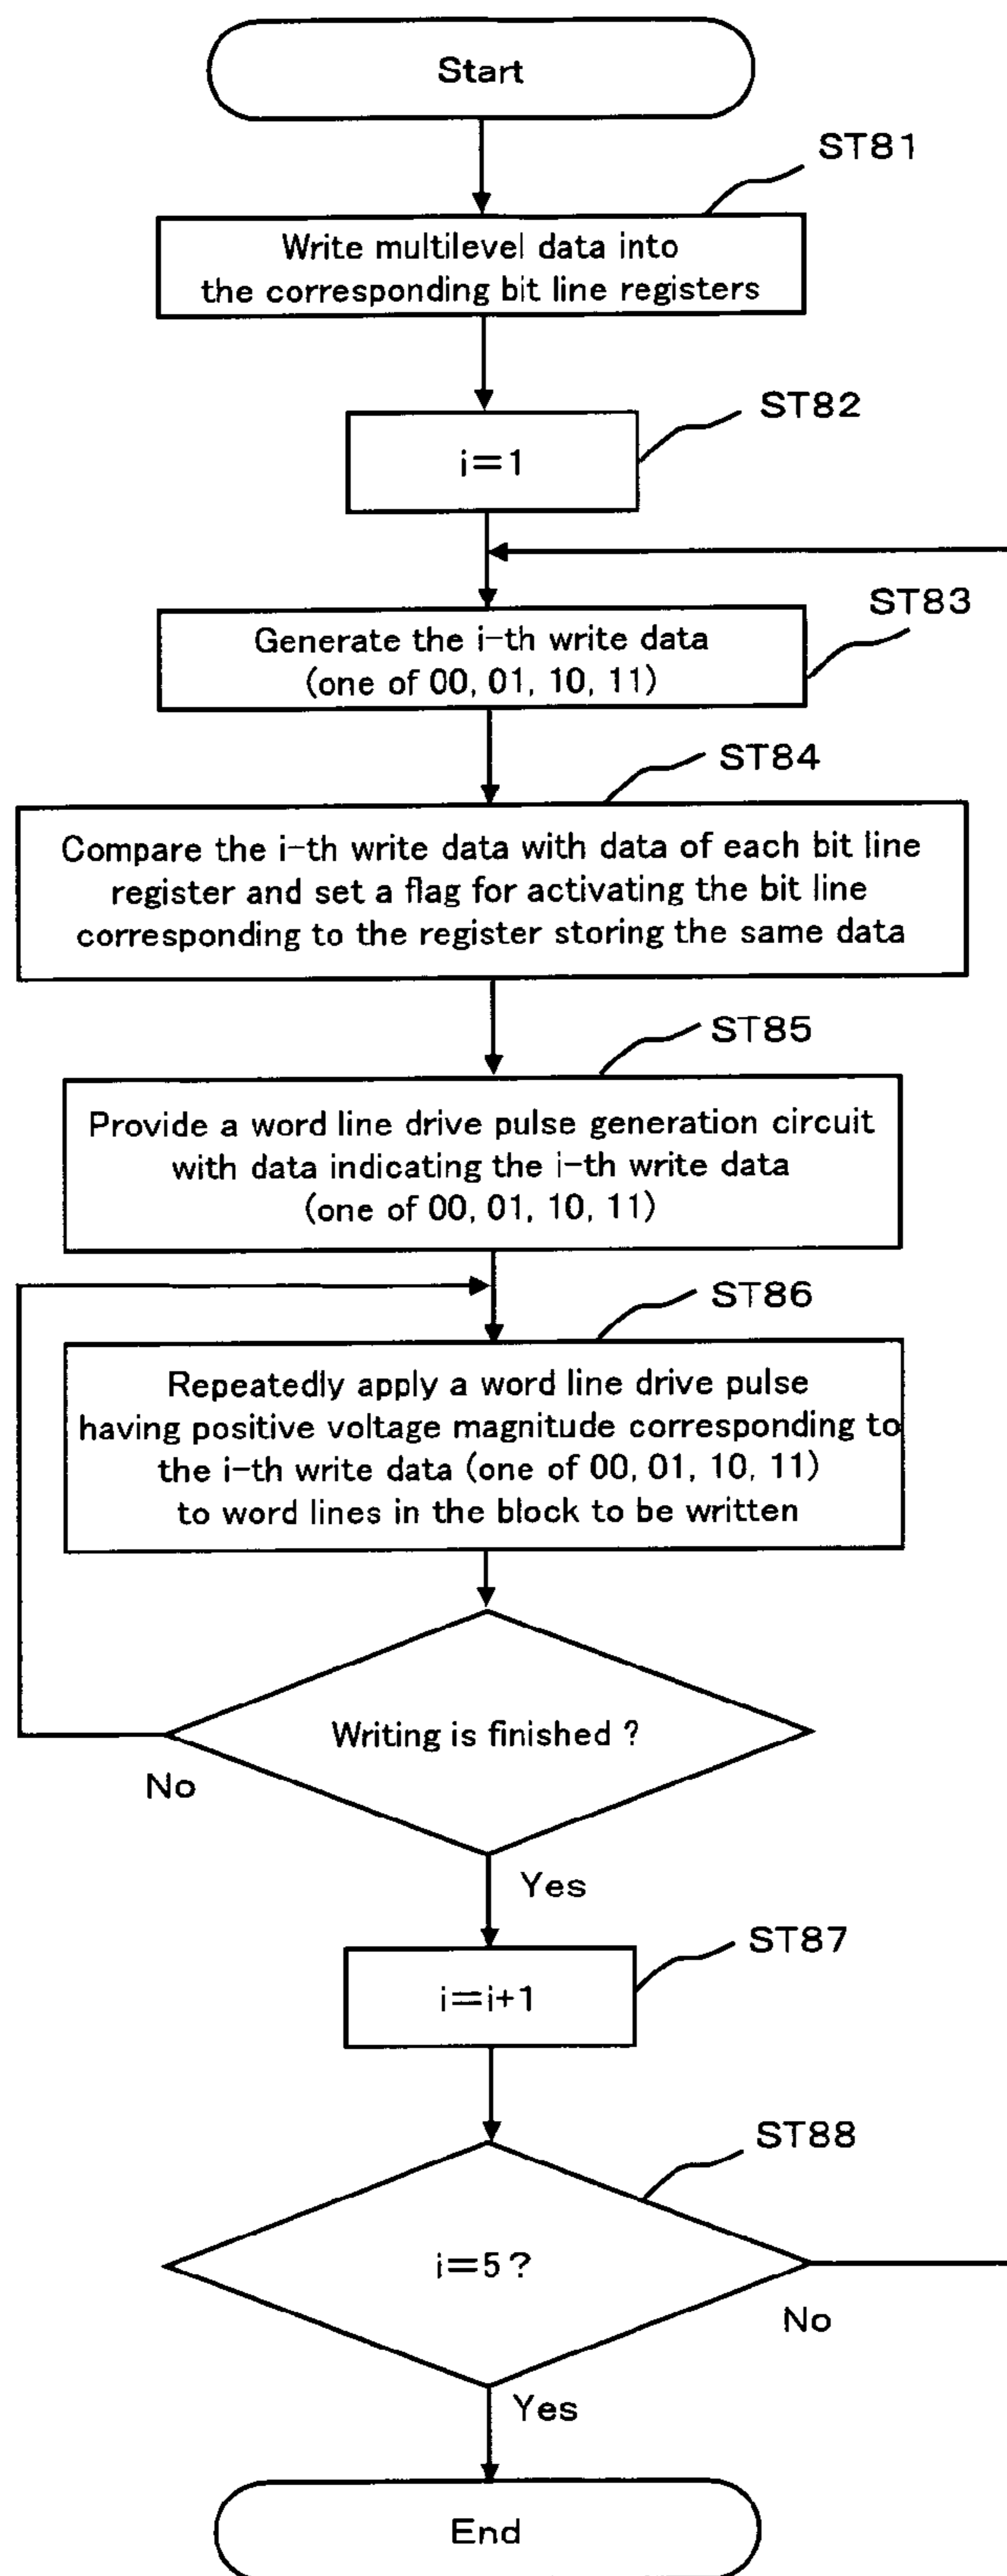 Start
ST81
Write multilevel data into
the corresponding bit line registers
ST82
i=1
ST83
Generate the i-th write data
(one of 00, 01, 10, 11)
ST84
Compare the i-th write data with data of each bit line
register and set a flag for activating the bit line
corresponding to the register storing the same data
ST85
Provide a word line drive pulse generation circuit
with data indicating the i-th write data
(one of 00, 01, 10, 11)
ST86
Repeatedly apply a word line drive pulse
having positive voltage magnitude corresponding to
the i-th write data (one of 00, 01, 10, 11)
to word lines in the block to be written
Writing is finished ?
No
Yes
ST87
i=i+1
ST88
i=5?
No
Yes
End